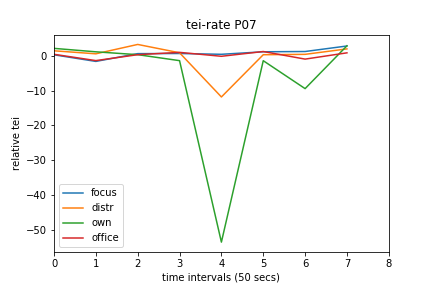 tei-rate P07
relative tei
0
−10
−20
−30
−40
−50
focus
distr
own
office
0 1 2 3 4 5 6 7 8
time intervals (50 secs)